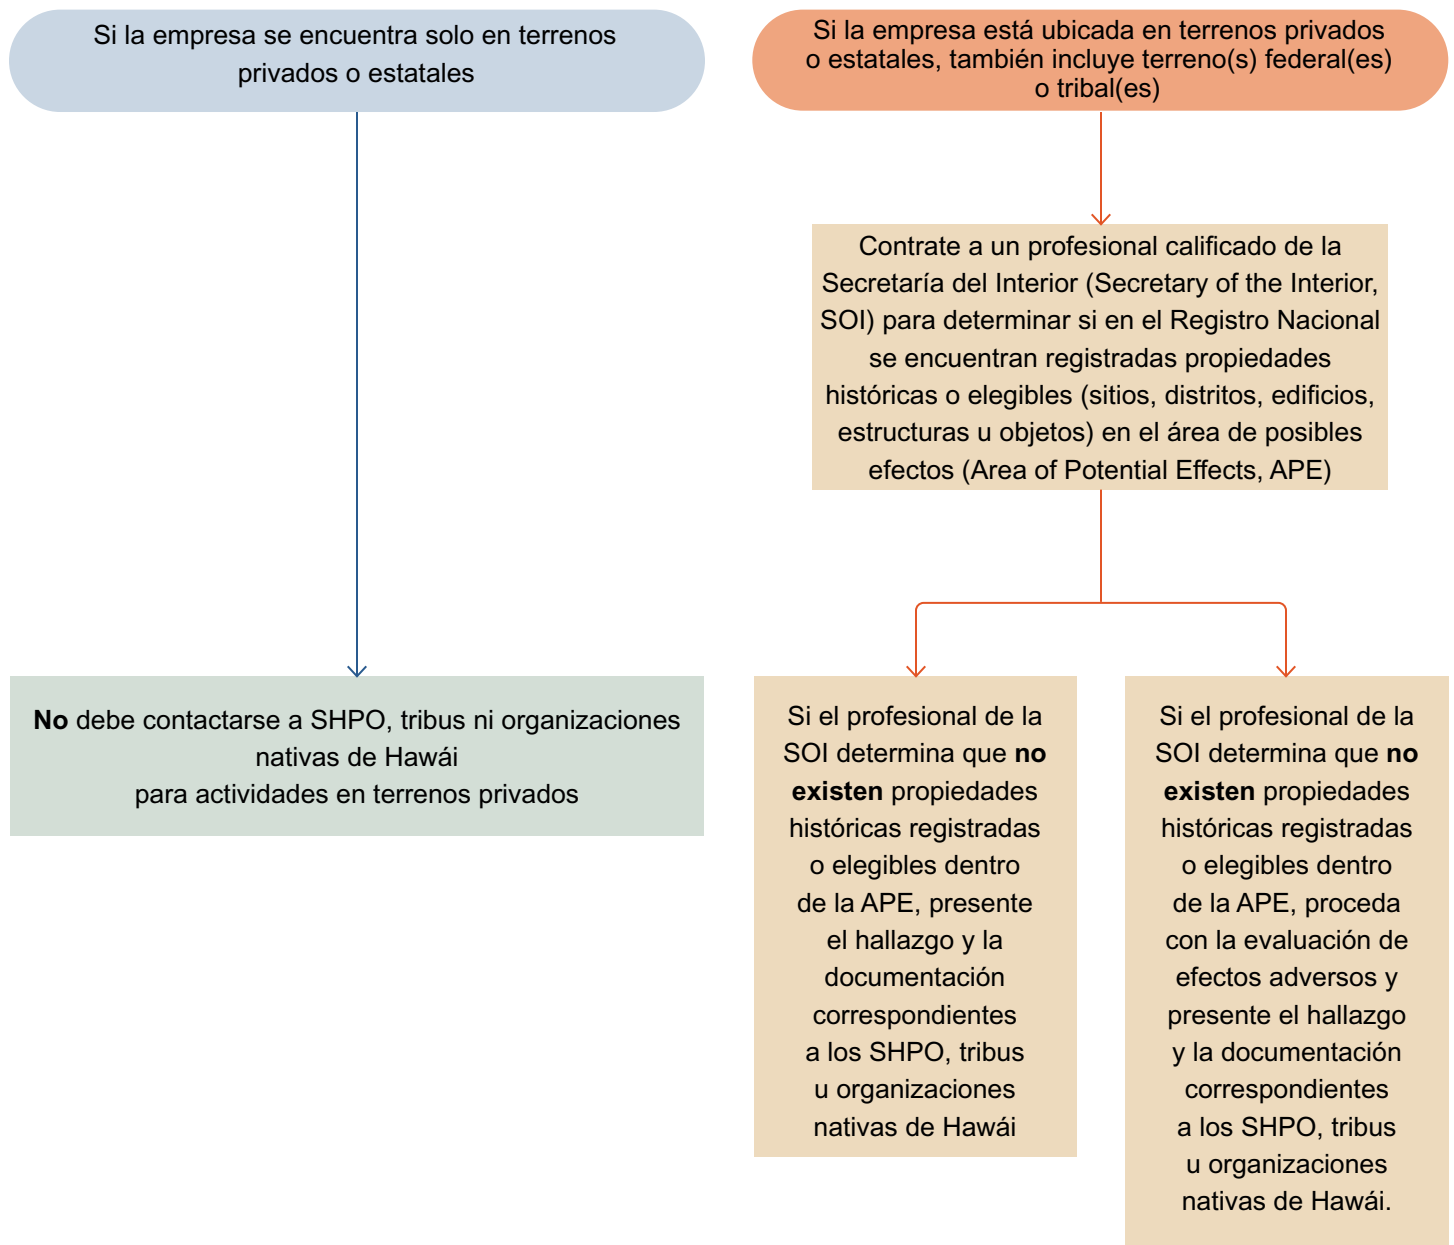 Si la empresa se encuentra solo en terrenos
privados o estatales
Si la empresa está ubicada en terrenos privados
o estatales, también incluye terreno(s) federal(es)
o tribal(es)
Contrate a un profesional calificado de la
Secretaría del Interior (Secretary of the Interior,
SOI) para determinar si en el Registro Nacional
se encuentran registradas propiedades
históricas o elegibles (sitios, distritos, edificios,
estructuras u objetos) en el área de posibles
efectos (Area of Potential Effects, APE)
No debe contactarse a SHPO, tribus ni organizaciones
nativas de Hawái
para actividades en terrenos privados
Si el profesional de la
SOI determina que no
existen propiedades
históricas registradas
o elegibles dentro
de la APE, presente
el hallazgo y la
documentación
correspondientes
a los SHPO, tribus
u organizaciones
nativas de Hawái
Si el profesional de la
SOI determina que no
existen propiedades
históricas registradas
o elegibles dentro
de la APE, proceda
con la evaluación de
efectos adversos y
presente el hallazgo
y la documentación
correspondientes
a los SHPO, tribus
u organizaciones
nativas de Hawái.